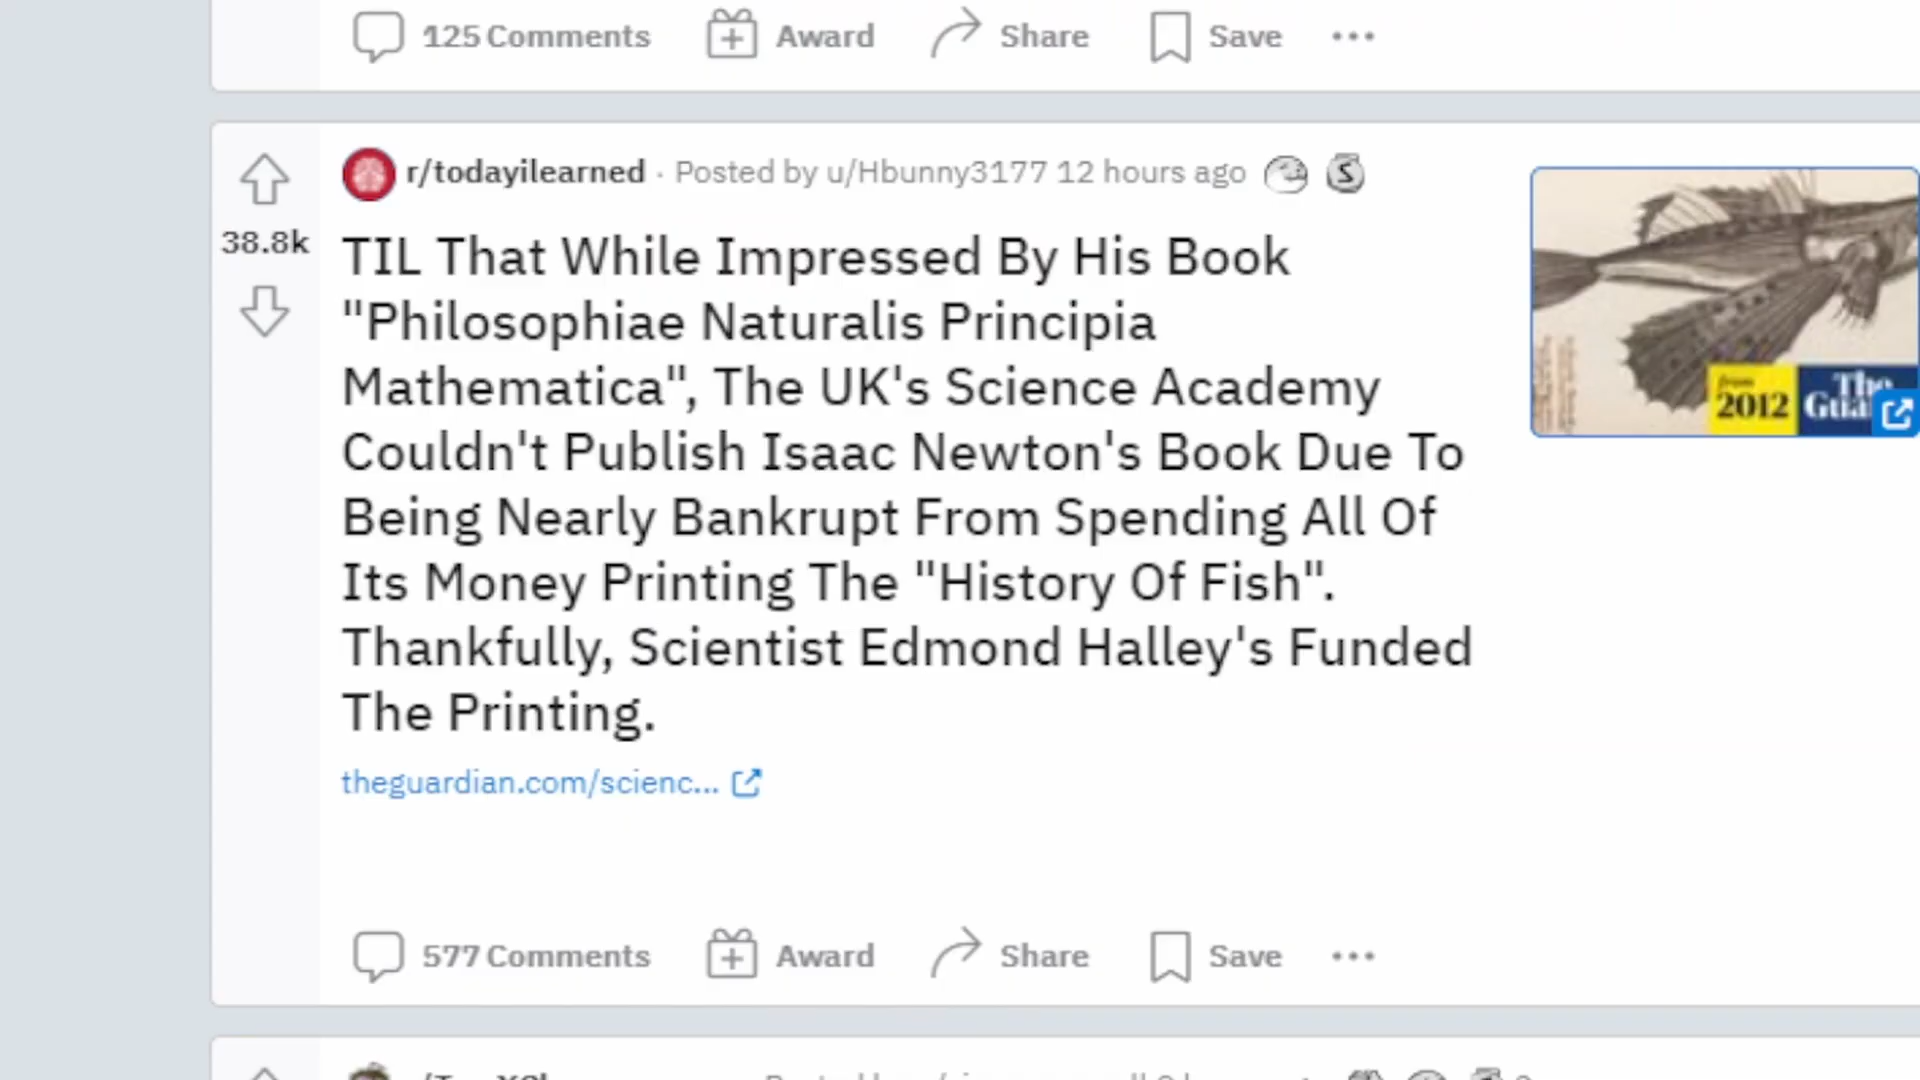 125 Comments Award Share Save
r/todayilearned · Posted by u/Hbunny3177 12 hours ago
38.8k
TIL That While Impressed By His Book
"Philosophiae Naturalis Principia
Mathematica", The UK's Science Academy
Couldn't Publish Isaac Newton's Book Due To
Being Nearly Bankrupt From Spending All Of
Its Money Printing The "History Of Fish".
Thankfully, Scientist Edmond Halley's Funded
The Printing.
from
2012
The
theguardian.com/scienc...
577 Comments Award Share Save